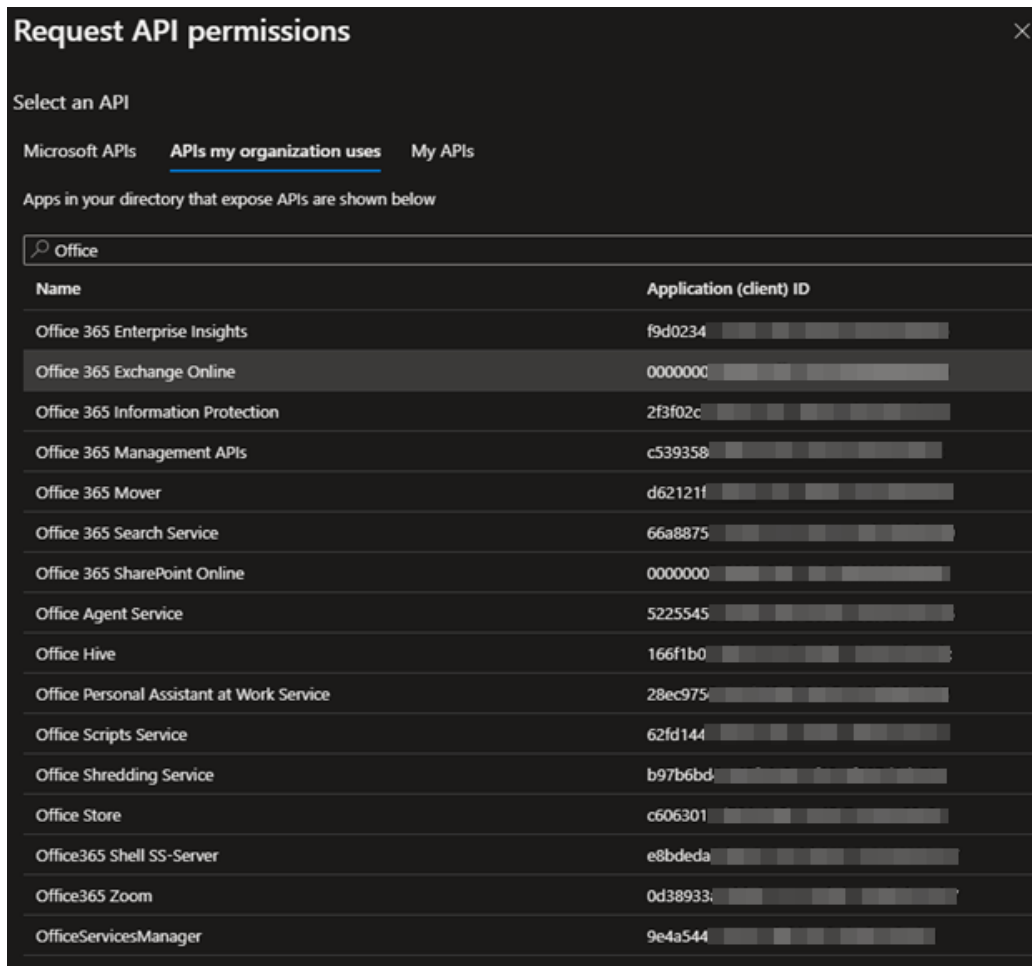 Request API permissions
Select an API
Microsoft APIs APIs my organization uses My APIs
Apps in your directory that expose APIs are shown below
Office
Name Application (client) ID
Office 365 Enterprise Insights f9d0234
Office 365 Exchange Online 0000000
Office 365 Information Protection 2f3f02c
Office 365 Management APIs c539358
Office 365 Mover d62121f
Office 365 Search Service 66a8875
Office 365 SharePoint Online 0000000
Office Agent Service 5225545
Office Hive 166f1b0
Office Personal Assistant at Work Service 28ec975
Office Scripts Service 62fd144
Office Shredding Service b97b6bd
Office Store c606301
Office365 Shell SS-Server e8bdeda
Office365 Zoom 0d38933
OfficeServicesManager 9e4a544